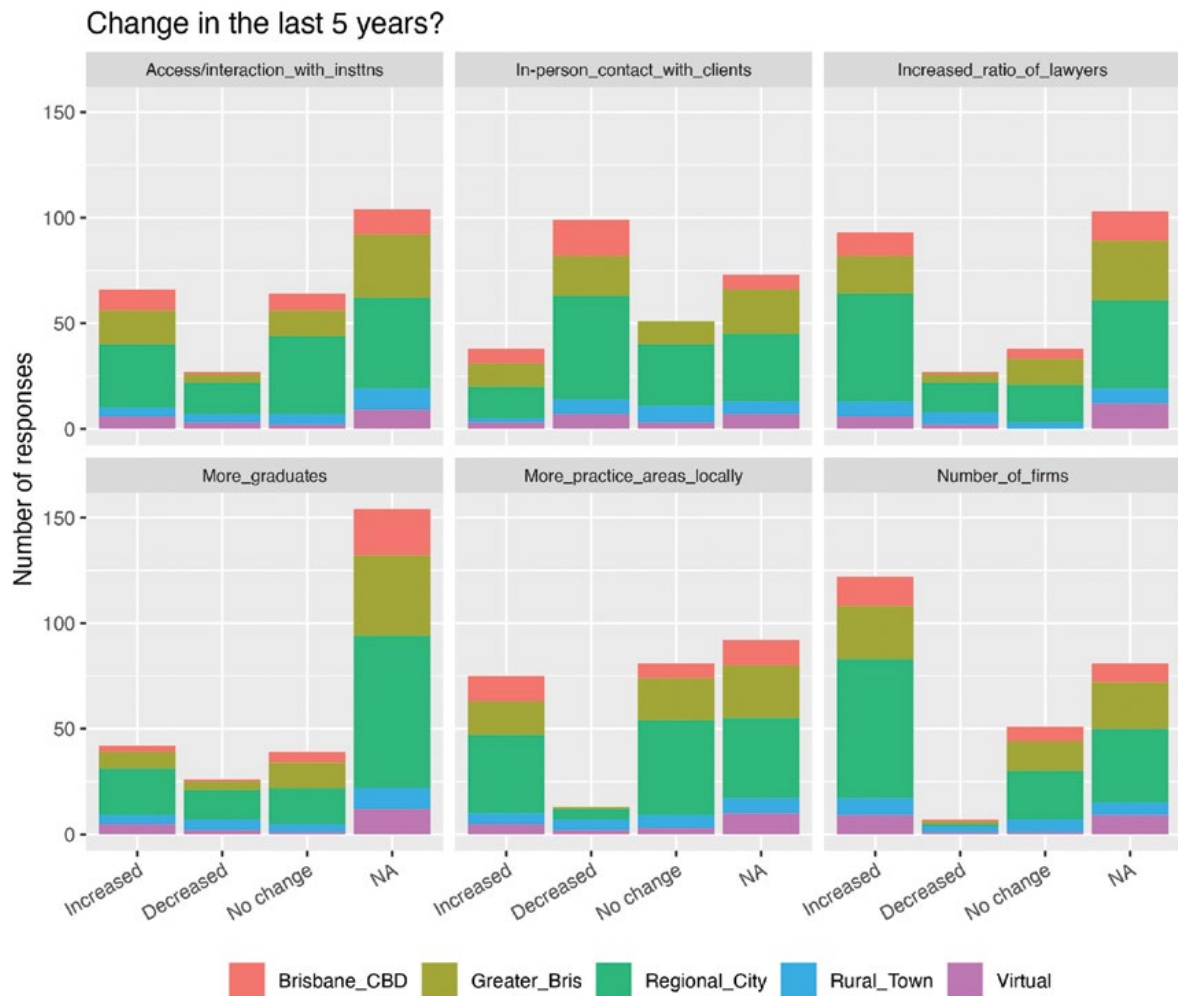 Change in the last 5 years?
Access/interaction_with_insttns In-person_contact_with_clients Increased_ratio_of_lawyers
150
100
50
0
More_graduates More_practice_areas_locally Number_of_firms
150
100
50
0
Number of responses
Increased Decreased No change NA Increased Decreased No change NA Increased Decreased No change NA
Brisbane_CBD Greater_Bris Regional_City Rural_Town Virtual